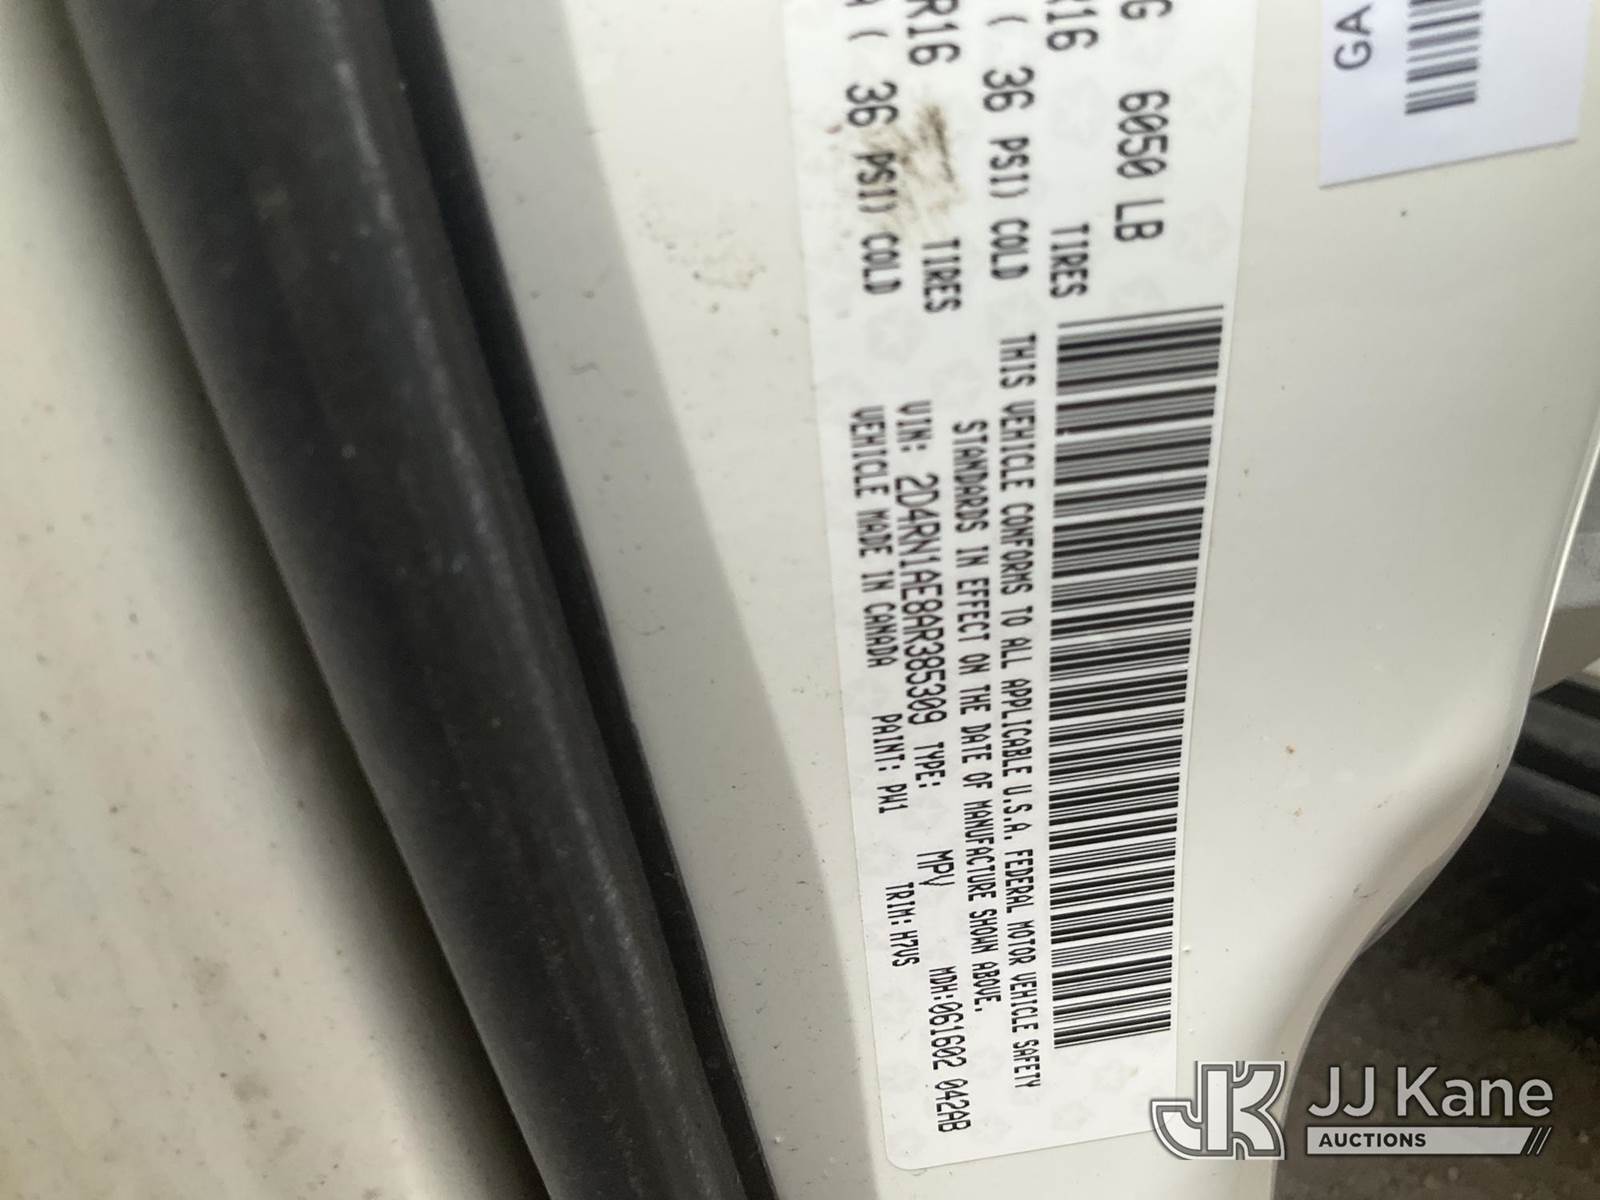 G 6050 LB
R16 TIRES
( 36 PSI) COLD
R16 TIRES
( 36 PSI) COLD
THIS VEHICLE CONFORMS TO ALL APPLICABLE U.S.A. FEDERAL MOTOR VEHICLE SAFETY
STANDARDS IN EFFECT ON THE DATE OF MANUFACTURE SHOWN ABOVE.
VIN: 2D4RN1AE8AR385309 TYPE: MPV MDH:061602 042AB
VEHICLE MADE IN CANADA PAINT: PW1 TRIM: H7VS
GA
JJ Kane
AUCTIONS